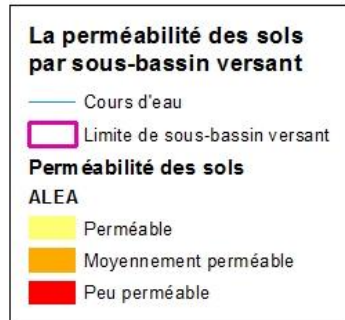 La perméabilité des sols
par sous-bassin versant
Cours d'eau
Limite de sous-bassin versant
Perméabilité des sols
ALEA
Perméable
Moyennement perméable
Peu perméable